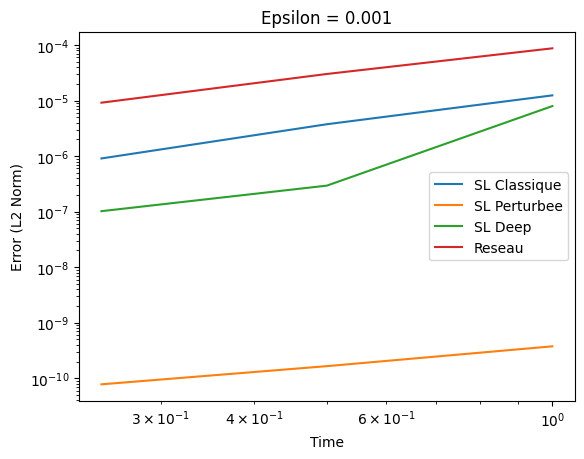 Epsilon = 0.001
Error (L2 Norm)
10⁻⁴
10⁻⁵
10⁻⁶
10⁻⁷
10⁻⁸
10⁻⁹
10⁻¹⁰
SL Classique
SL Perturbee
SL Deep
Reseau
3 × 10⁻¹ 4 × 10⁻¹ 6 × 10⁻¹ 10⁰
Time